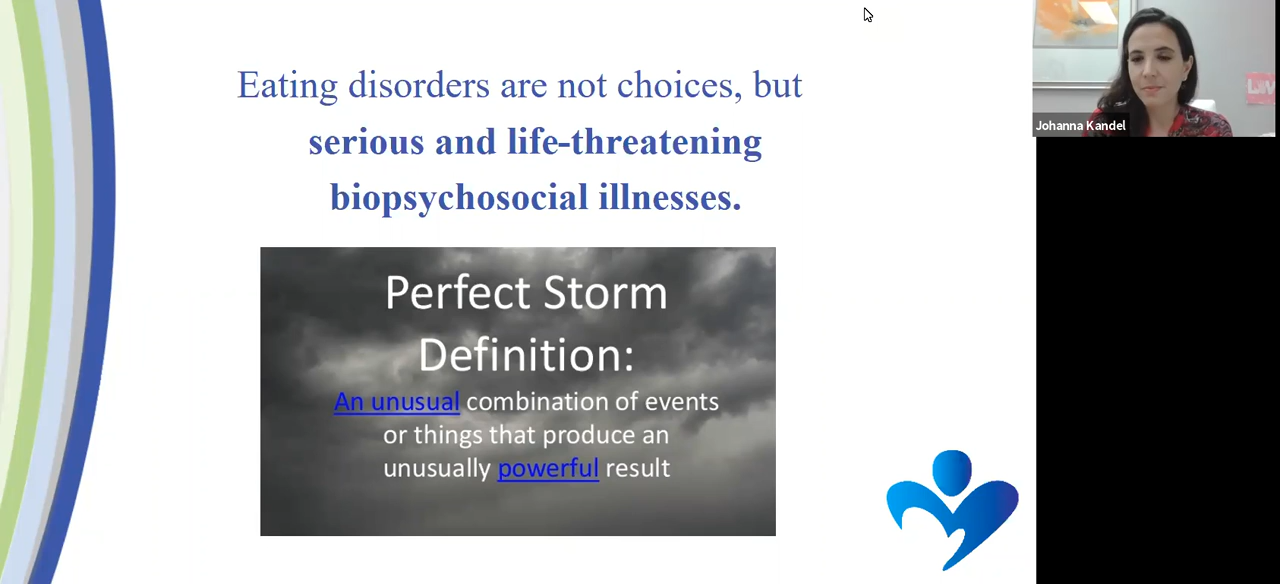 Eating disorders are not choices, but
serious and life-threatening
biopsychosocial illnesses.
Perfect Storm
Definition:
An unusual combination of events
or things that produce an
unusually powerful result
Johanna Kandel